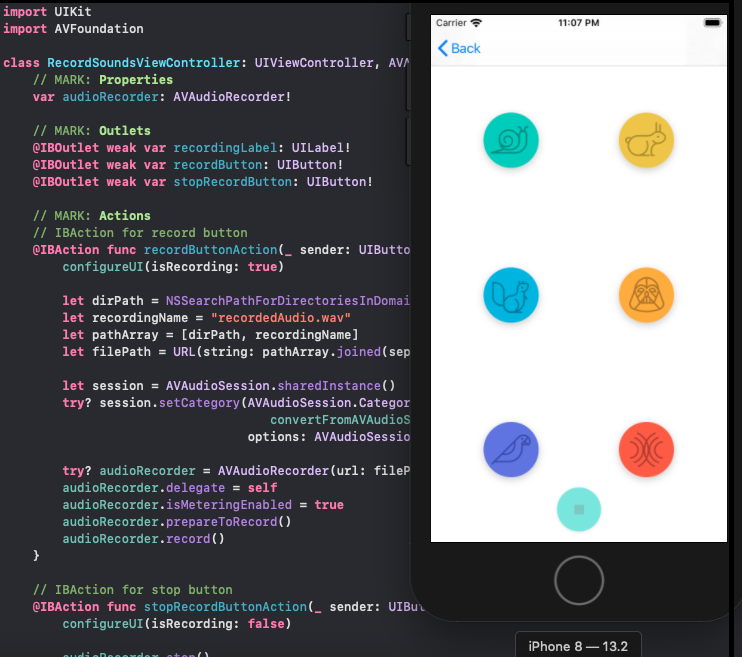 import UIKit
import AVFoundation
class RecordSoundsViewController: UIViewController, AVA
// MARK: Properties
var audioRecorder: AVAudioRecorder!
// MARK: Outlets
@IBOutlet weak var recordingLabel: UILabel!
@IBOutlet weak var recordButton: UIButton!
@IBOutlet weak var stopRecordButton: UIButton!
// MARK: Actions
// IBAction for record button
@IBAction func recordButtonAction(_ sender: UIButto
configureUI(isRecording: true)
let dirPath = NSSearchPathForDirectoriesInDomai
let recordingName = "recordedAudio.wav"
let pathArray = [dirPath, recordingName]
let filePath = URL(string: pathArray.joined(sep
let session = AVAudioSession.sharedInstance()
try? session.setCategory(AVAudioSession.Categor
convertFromAVAudioS
options: AVAudioSessio
try? audioRecorder = AVAudioRecorder(url: fileP
audioRecorder.delegate = self
audioRecorder.isMeteringEnabled = true
audioRecorder.prepareToRecord()
audioRecorder.record()
}
// IBAction for stop button
@IBAction func stopRecordButtonAction(_ sender: UIBut
configureUI(isRecording: false)
audioRecorder.stop()
Carrier
11:07 PM
Back
iPhone 8 — 13.2